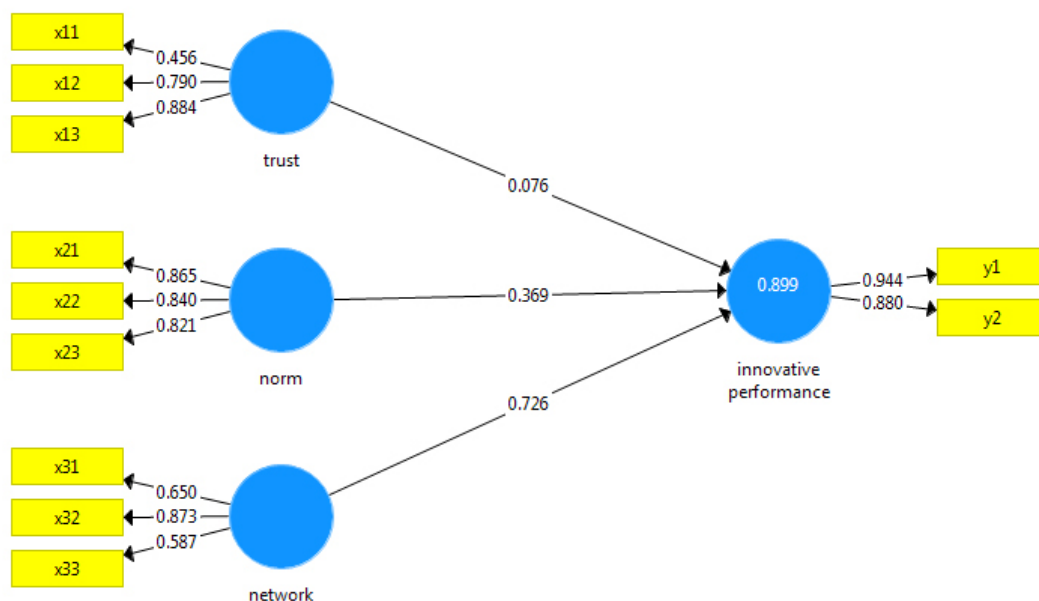 x11
0.456
x12
0.790
x13
0.884
trust
0.076
x21
0.865
x22
0.840
x23
0.821
norm
0.369
x31
0.650
x32
0.873
x33
0.587
network
0.726
0.899
innovative
performance
0.944
y1
0.880
y2